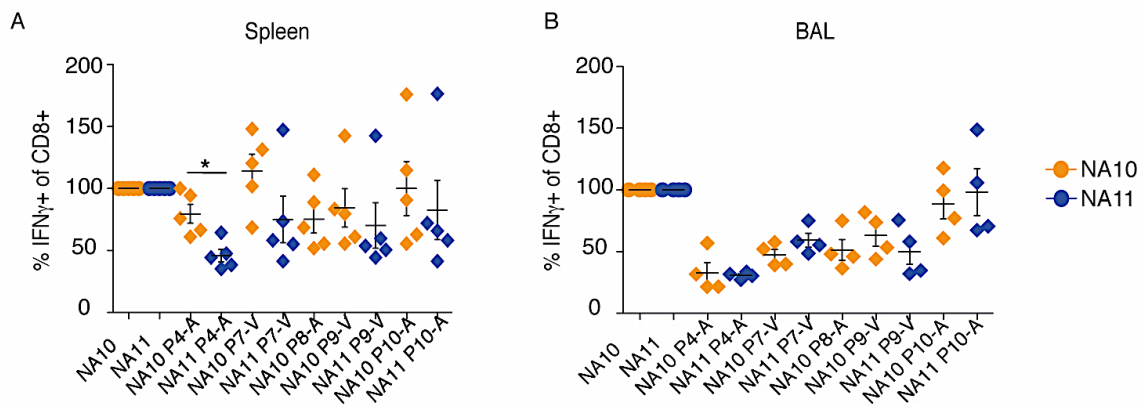 A
Spleen
% IFNγ+ of CD8+
200
150
100
50
0
*
NA10
NA11
NA10 P4-A
NA11 P4-A
NA10 P7-V
NA11 P7-V
NA10 P8-A
NA10 P9-V
NA11 P9-V
NA10 P10-A
NA11 P10-A
B
BAL
% IFNγ+ of CD8+
200
150
100
50
0
NA10
NA11
NA10 P4-A
NA11 P4-A
NA10 P7-V
NA11 P7-V
NA10 P8-A
NA10 P9-V
NA11 P9-V
NA10 P10-A
NA11 P10-A
NA10
NA11